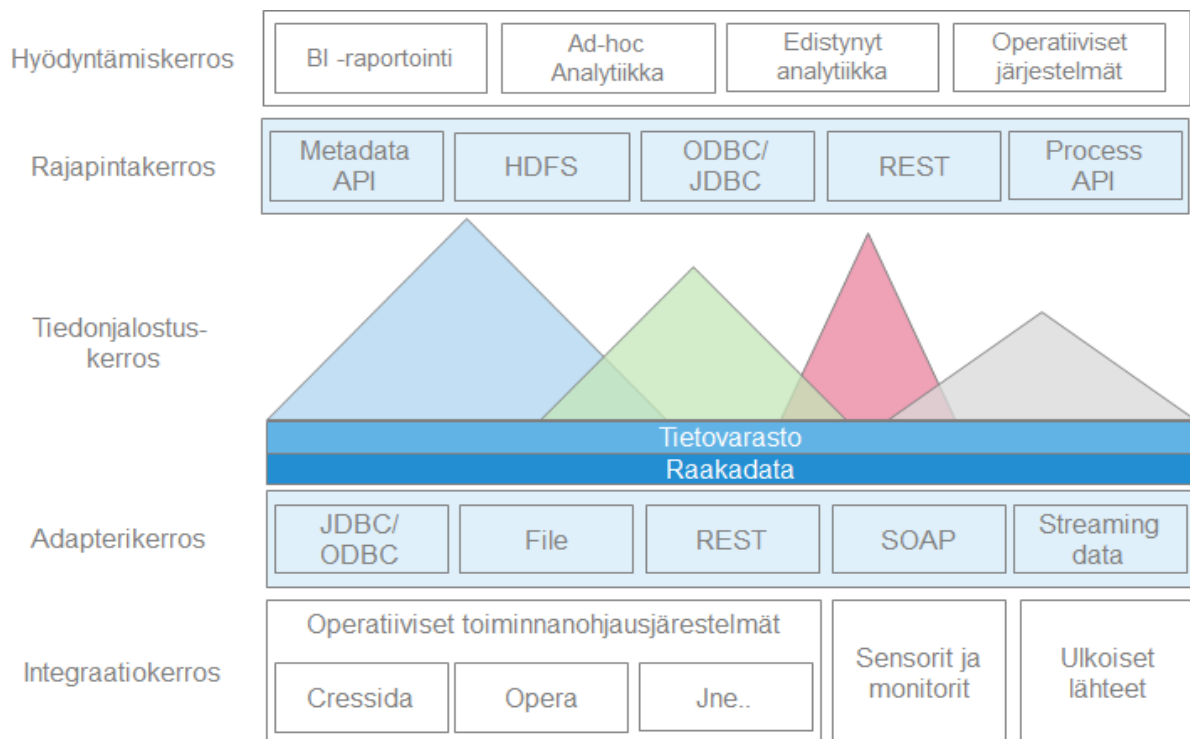 Hyödyntämiskerros
BI -raportointi
Ad-hoc
Analytiikka
Edistynyt
analytiikka
Operatiiviset
järjestelmät
Rajapintakerros
Metadata
API
HDFS
ODBC/
JDBC
REST
Process
API
Tiedonjalostus-
kerros
Tietovarasto
Raakadata
Adapterikerros
JDBC/
ODBC
File
REST
SOAP
Streaming
data
Integraatiokerros
Operatiiviset toiminnanohjausjärestelmät
Cressida
Opera
Jne..
Sensorit ja
monitorit
Ulkoiset
lähteet